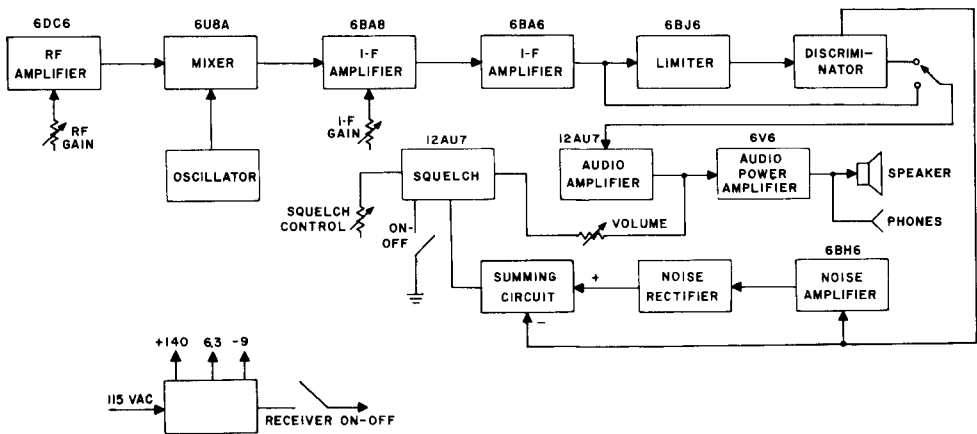 6DC6
6U8A
6BA8
6BA6
6BJ6
RF
AMPLIFIER
MIXER
I-F
AMPLIFIER
I-F
AMPLIFIER
LIMITER
DISCRIMI-
NATOR
RF
GAIN
I-F
GAIN
OSCILLATOR
12AU7
SQUELCH
12AU7
AUDIO
AMPLIFIER
6V6
AUDIO
POWER
AMPLIFIER
SPEAKER
PHONES
SQUELCH
CONTROL
ON-
OFF
VOLUME
SUMMING
CIRCUIT
+
−
NOISE
RECTIFIER
6BH6
NOISE
AMPLIFIER
+140
6.3
-9
115 VAC
RECEIVER ON-OFF